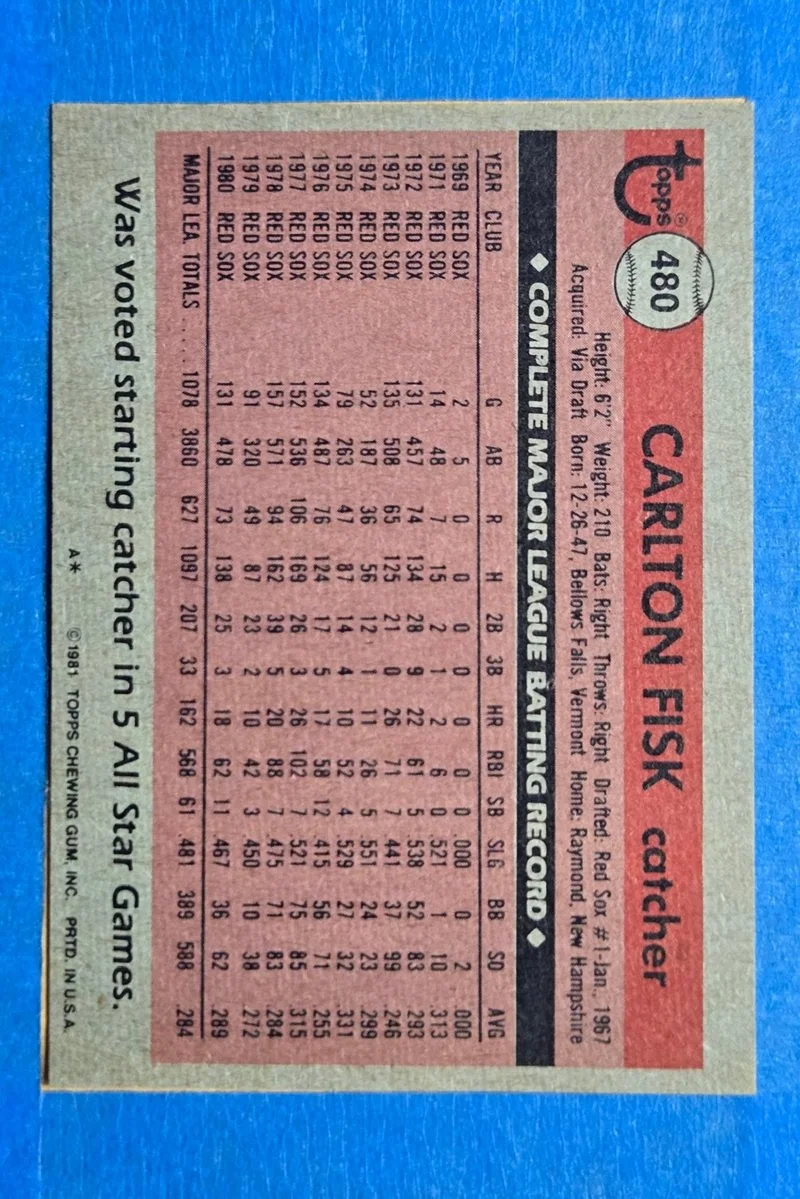 Topps® 480 CARLTON FISK catcher
Height: 6'2" Weight: 210 Bats: Right Throws: Right Drafted: Red Sox #1-Jan., 1967
Acquired: Via Draft Born: 12-26-47, Bellows Falls, Vermont Home: Raymond, New Hampshire
◆ COMPLETE MAJOR LEAGUE BATTING RECORD ◆
YEAR CLUB G AB R H 2B 3B HR RBI SB SLG BB SO AVG
1969 RED SOX 2 5 0 0 0 0 0 0 0 .000 0 2 .000
1971 RED SOX 14 48 7 15 2 1 2 6 0 .521 1 10 .313
1972 RED SOX 131 457 74 134 28 9 22 61 5 .538 52 83 .293
1973 RED SOX 135 508 65 125 21 0 26 71 7 .441 37 99 .246
1974 RED SOX 52 187 36 56 12 1 11 26 5 .551 24 23 .299
1975 RED SOX 79 263 47 87 14 4 10 52 4 .529 27 32 .331
1976 RED SOX 134 487 76 124 17 5 17 58 12 .415 56 71 .255
1977 RED SOX 152 536 106 169 26 3 26 102 7 .521 75 85 .315
1978 RED SOX 157 571 94 162 39 5 20 88 7 .475 71 83 .284
1979 RED SOX 91 320 49 87 23 2 10 42 3 .450 10 38 .272
1980 RED SOX 131 478 73 138 25 3 18 62 11 .467 36 62 .289
MAJOR LEA. TOTALS ..... 1078 3860 627 1097 207 33 162 568 61 .481 389 588 .284
Was voted starting catcher in 5 All Star Games.
A* ©1981 TOPPS CHEWING GUM, INC. PRTD. IN U.S.A.